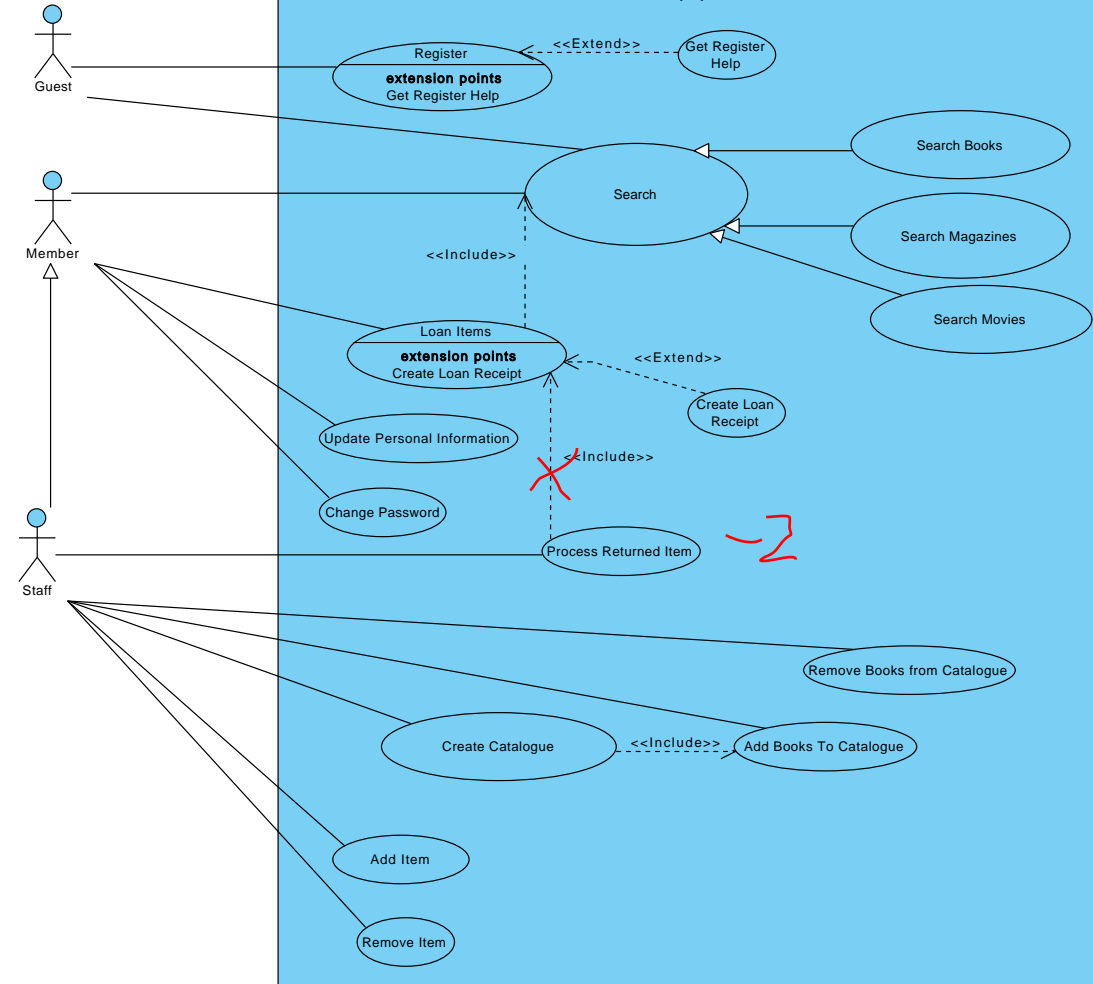 Guest
Register
extension points
Get Register Help
<<Extend>>
Get Register
Help
Search
Search Books
Search Magazines
Search Movies
Member
<<Include>>
Loan Items
extension points
Create Loan Receipt
<<Extend>>
Create Loan
Receipt
Update Personal Information
<<Include>>
Change Password
Process Returned Item
-2
Staff
Remove Books from Catalogue
Create Catalogue
<<Include>>
Add Books To Catalogue
Add Item
Remove Item